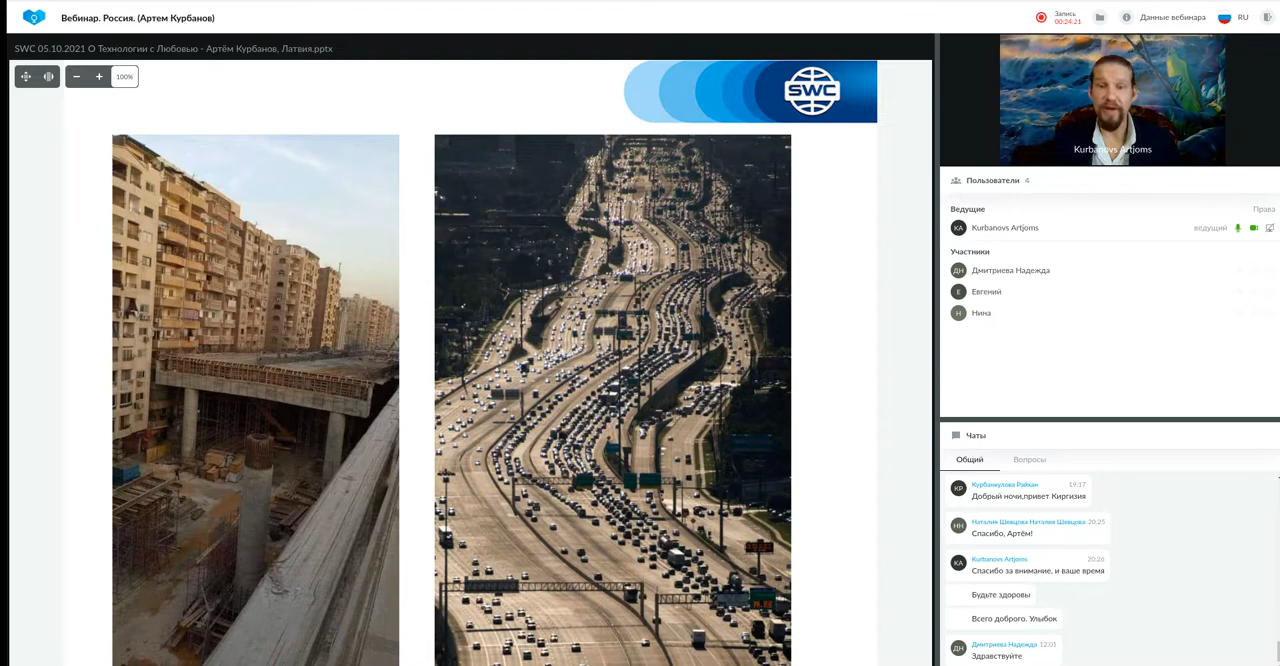 Вебинар. Россия. (Артем Курбанов)
Запись
00:24:21
Данные вебинара
RU
SWC 05.10.2021 О Технологии с Любовью - Артём Курбанов, Латвия.pptx
100%
SWC
Kurbanovs Artjoms
Пользователи 4
Ведущие
Права
KA Kurbanovs Artjoms
ведущий
Участники
ДН Дмитриева Надежда
Е Евгений
Н Нина
Чаты
Общий
Вопросы
КР Курбанкулова Райхан 19:17
Добрый ночи,привет Киргизия
НН Наталия Шевцова Наталия Шевцова 20:25
Спасибо, Артём!
KA Kurbanovs Artjoms 20:26
Спасибо за внимание, и ваше время
Будьте здоровы
Всего доброго. Улыбок
ДН Дмитриева Надежда 12:01
Здравствуйте